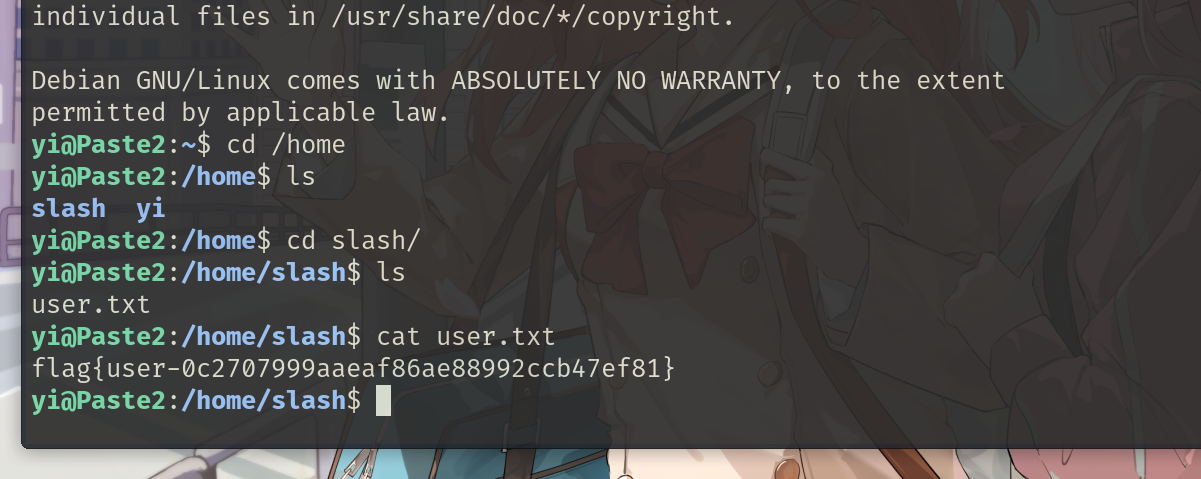 individual files in /usr/share/doc/*/copyright.
Debian GNU/Linux comes with ABSOLUTELY NO WARRANTY, to the extent
permitted by applicable law.
yi@Paste2:~$ cd /home
yi@Paste2:/home$ ls
slash  yi
yi@Paste2:/home$ cd slash/
yi@Paste2:/home/slash$ ls
user.txt
yi@Paste2:/home/slash$ cat user.txt
flag{user-0c2707999aaeaf86ae88992ccb47ef81}
yi@Paste2:/home/slash$